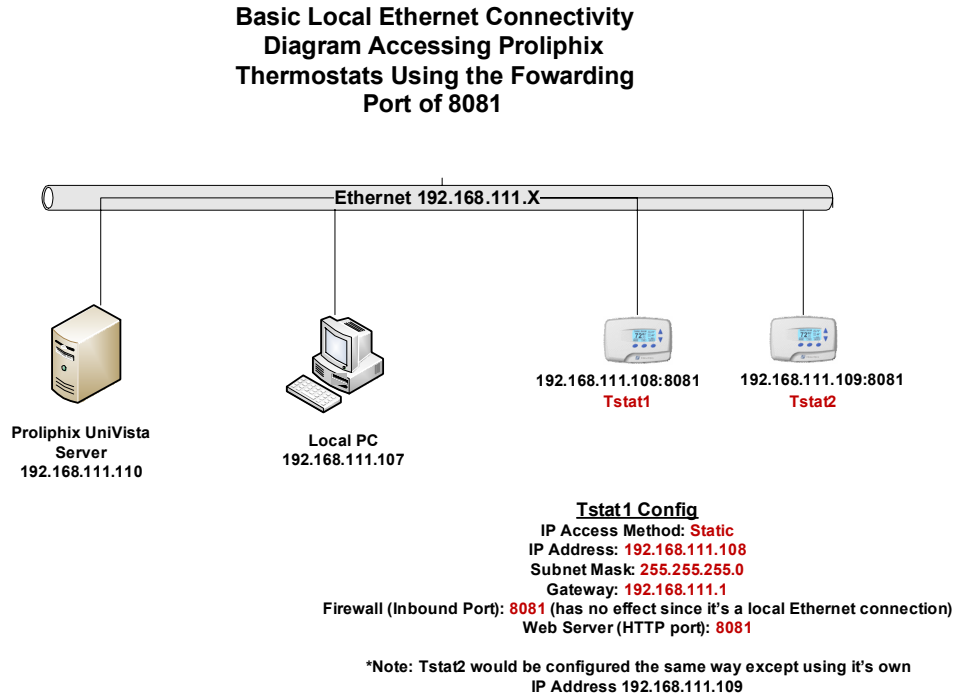 Basic Local Ethernet Connectivity
Diagram Accessing Proliphix
Thermostats Using the Fowarding
Port of 8081
Ethernet 192.168.111.X
192.168.111.108:8081
Tstat1
192.168.111.109:8081
Tstat2
Proliphix UniVista
Server
192.168.111.110
Local PC
192.168.111.107
Tstat1 Config
IP Access Method: Static
IP Address: 192.168.111.108
Subnet Mask: 255.255.255.0
Gateway: 192.168.111.1
Firewall (Inbound Port): 8081 (has no effect since it's a local Ethernet connection)
Web Server (HTTP port): 8081
*Note: Tstat2 would be configured the same way except using it's own
IP Address 192.168.111.109